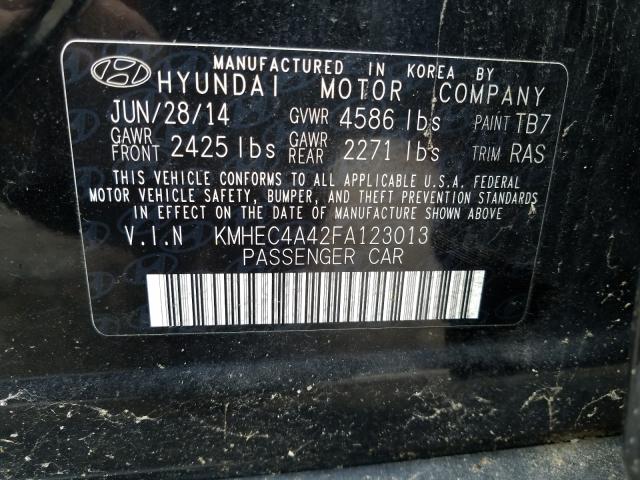 MANUFACTURED IN KOREA BY
HYUNDAI MOTOR COMPANY
JUN/28/14 GVWR 4586 lbs PAINT TB7
GAWR FRONT 2425 lbs GAWR REAR 2271 lbs TRIM RAS
THIS VEHICLE CONFORMS TO ALL APPLICABLE U.S.A. FEDERAL
MOTOR VEHICLE SAFETY, BUMPER, AND THEFT PREVENTION STANDARDS
IN EFFECT ON THE DATE OF MANUFACTURE SHOWN ABOVE
V.I.N KMHEC4A42FA123013
PASSENGER CAR